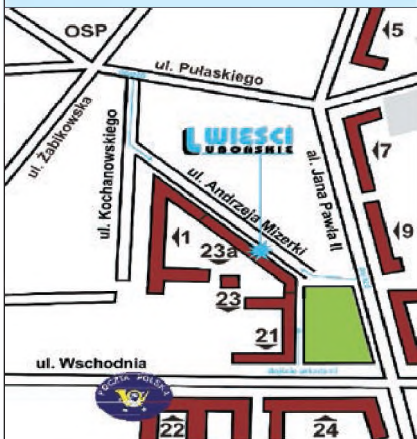 OSP
ul. Pułaskiego
5
ul. Żabikowska
ul. Kochanowskiego
WIEŚCI
LUBOŃSKIE
ul. Andrzeja Mizerki
al. Jana Pawła II
7
1
9
23a
23
21
ul. Wschodnia
POCZTA POLSKA
22
24